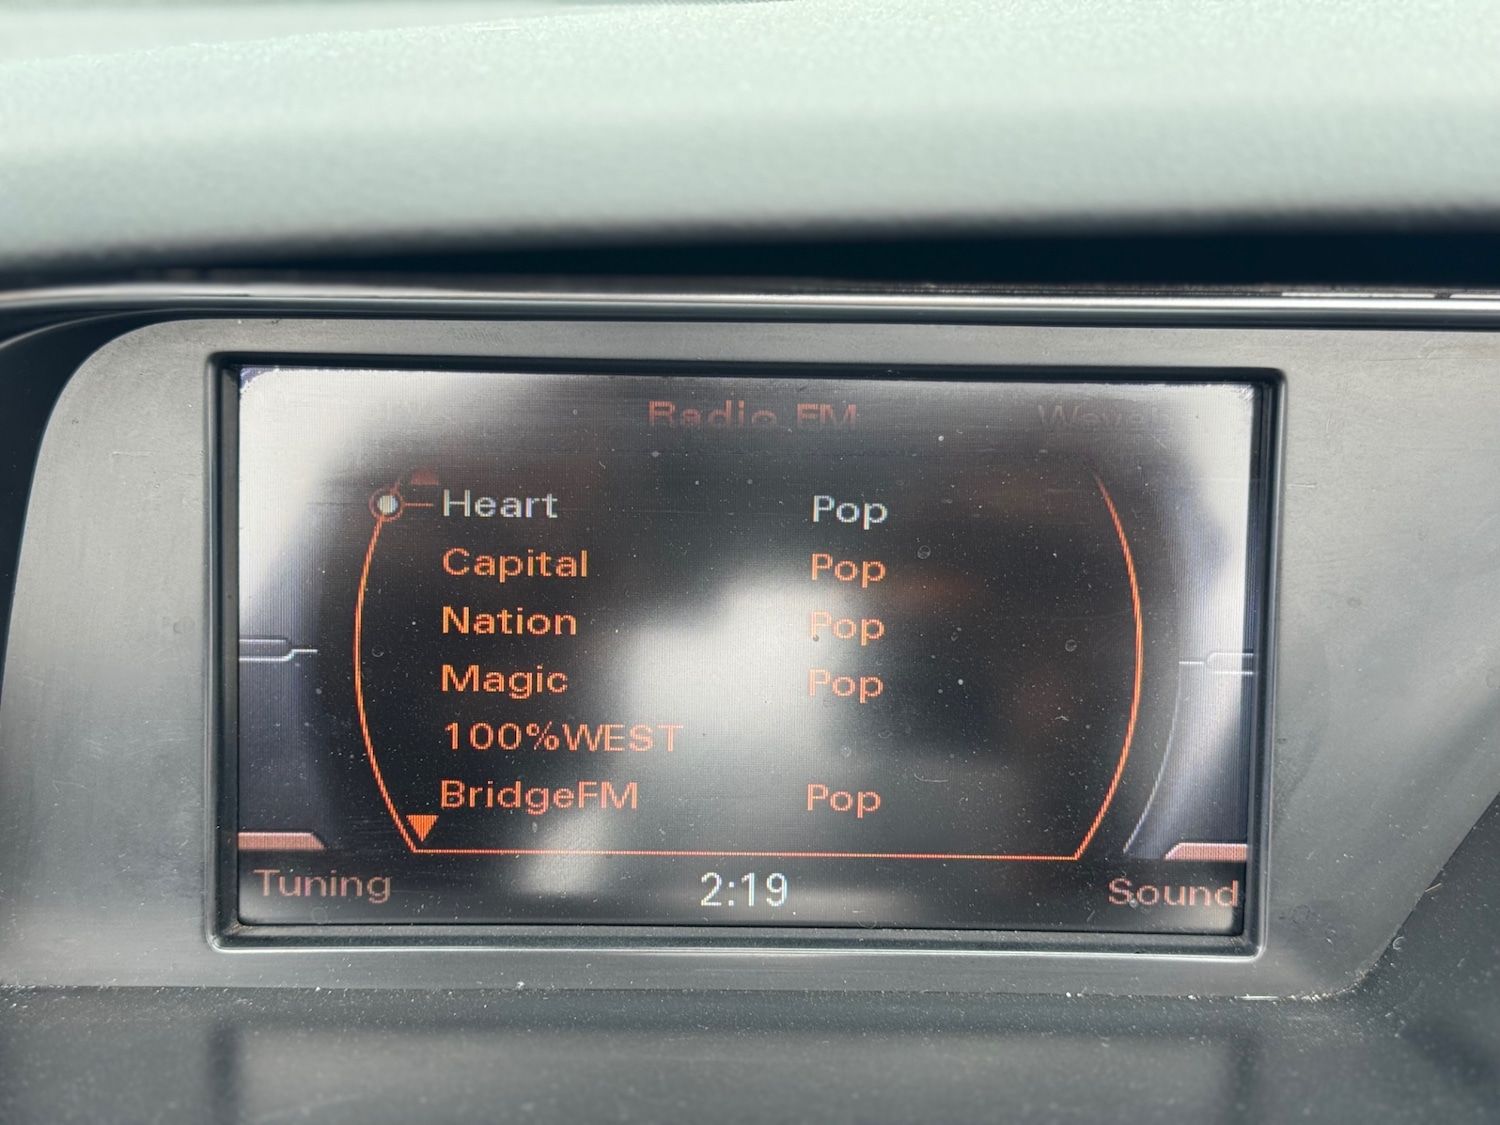 Radio FM
Heart Pop
Capital Pop
Nation Pop
Magic Pop
100%WEST
BridgeFM Pop
Tuning 2:19 Sound